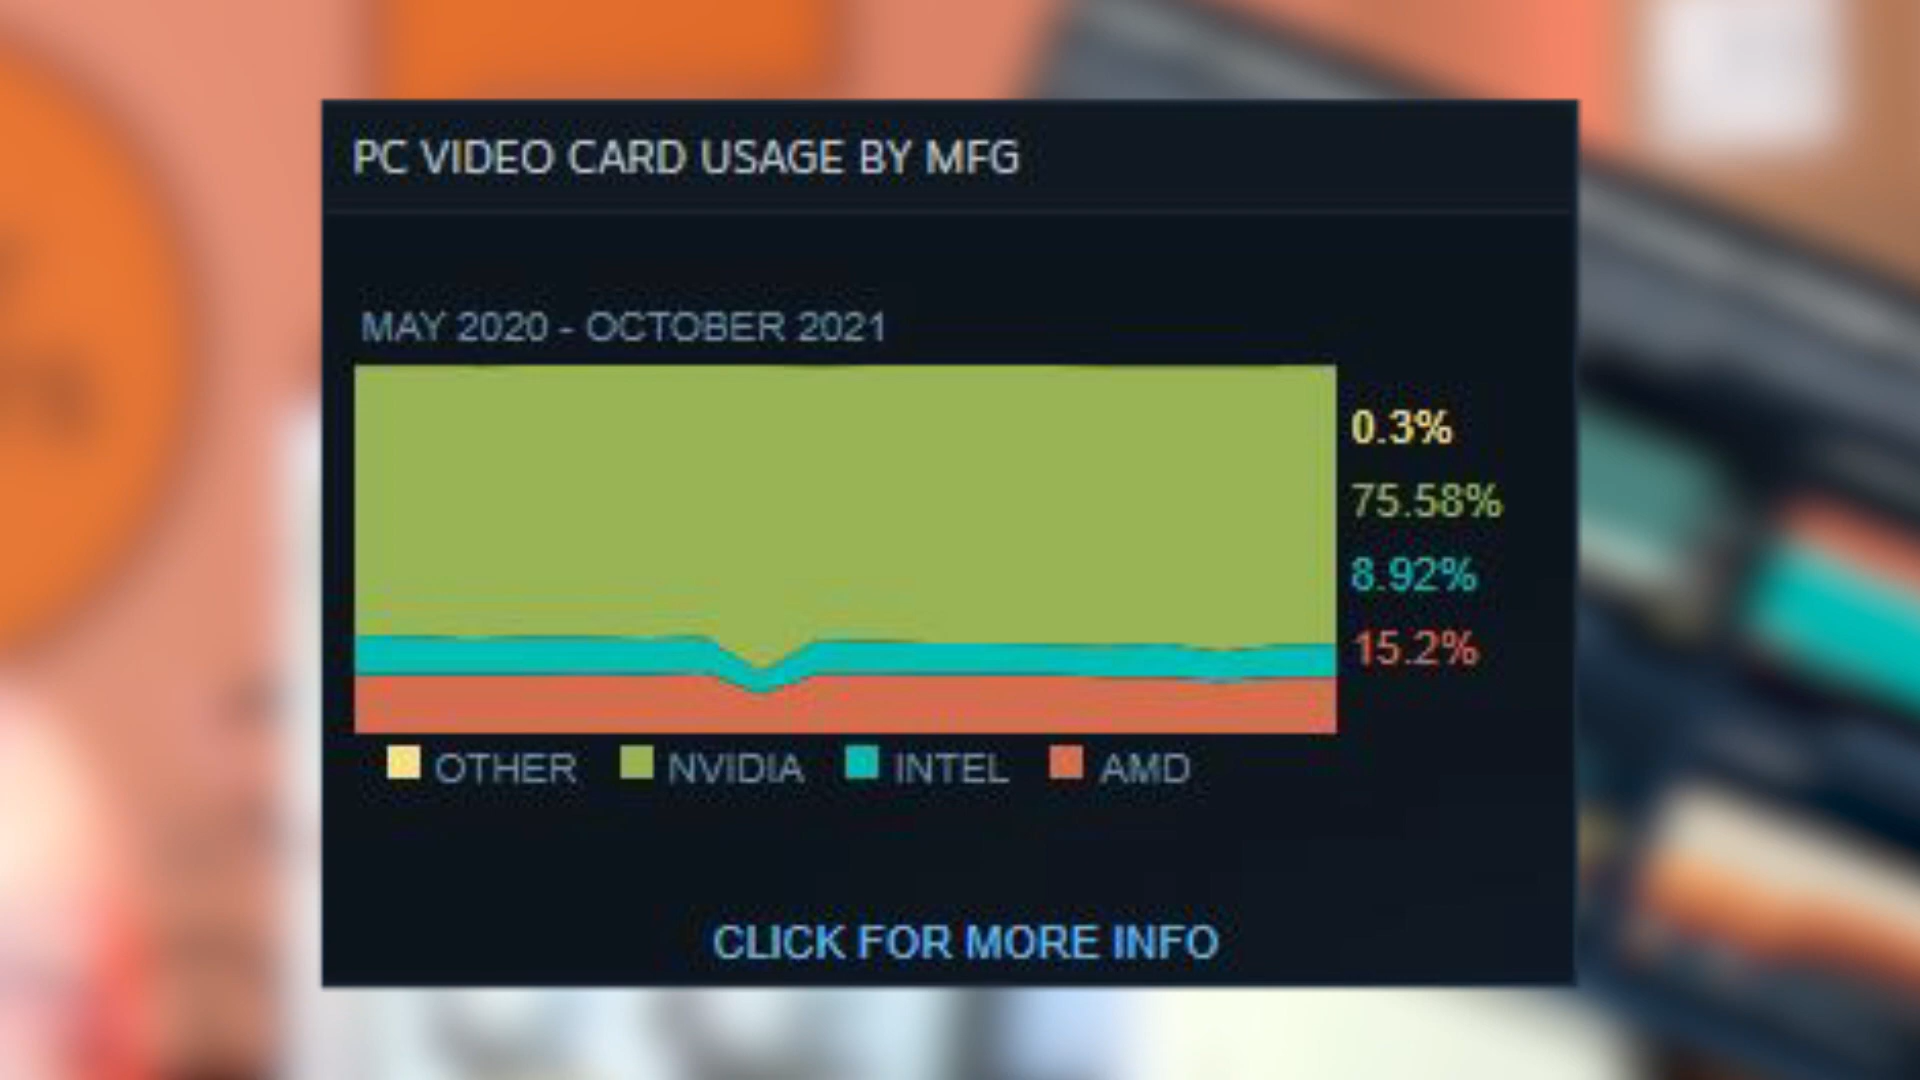 PC VIDEO CARD USAGE BY MFG
MAY 2020 - OCTOBER 2021
0.3%
75.58%
8.92%
15.2%
OTHER NVIDIA INTEL AMD
CLICK FOR MORE INFO